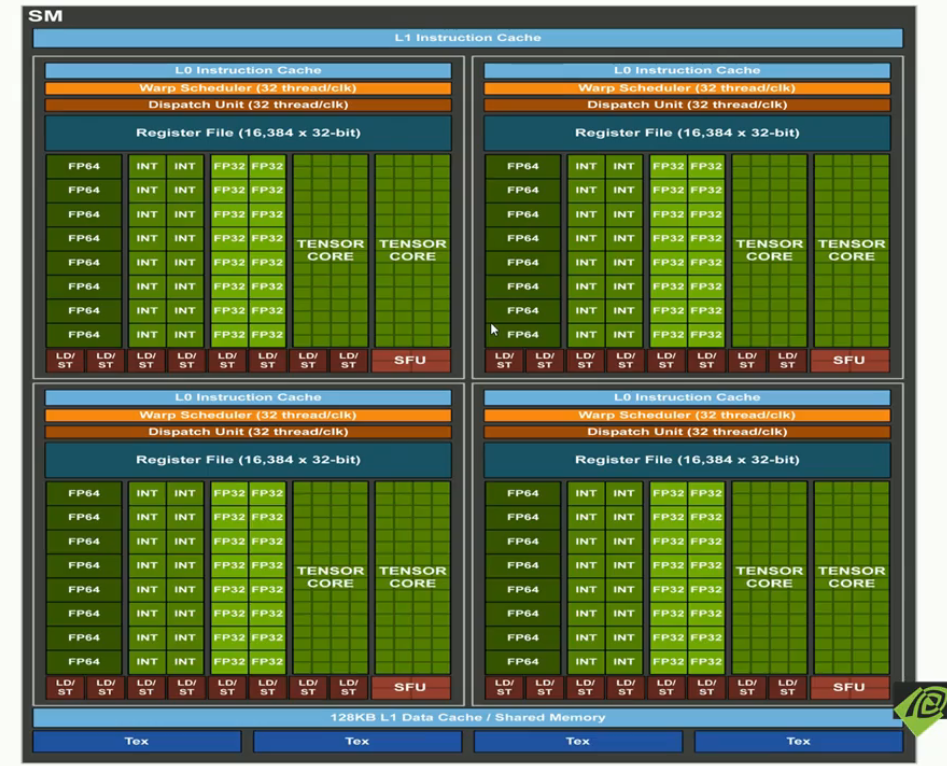 SM
L1 Instruction Cache
L0 Instruction Cache L0 Instruction Cache
Warp Scheduler (32 thread/clk) Warp Scheduler (32 thread/clk)
Dispatch Unit (32 thread/clk) Dispatch Unit (32 thread/clk)
Register File (16,384 x 32-bit) Register File (16,384 x 32-bit)
FP64 INT INT FP32 FP32 FP64 INT INT FP32 FP32
FP64 INT INT FP32 FP32 FP64 INT INT FP32 FP32
FP64 INT INT FP32 FP32 FP64 INT INT FP32 FP32
FP64 INT INT FP32 FP32 TENSOR CORE TENSOR CORE FP64 INT INT FP32 FP32 TENSOR CORE TENSOR CORE
FP64 INT INT FP32 FP32 FP64 INT INT FP32 FP32
FP64 INT INT FP32 FP32 FP64 INT INT FP32 FP32
FP64 INT INT FP32 FP32 FP64 INT INT FP32 FP32
FP64 INT INT FP32 FP32 FP64 INT INT FP32 FP32
LD/ST LD/ST LD/ST LD/ST LD/ST LD/ST LD/ST LD/ST SFU LD/ST LD/ST LD/ST LD/ST LD/ST LD/ST LD/ST LD/ST SFU
L0 Instruction Cache L0 Instruction Cache
Warp Scheduler (32 thread/clk) Warp Scheduler (32 thread/clk)
Dispatch Unit (32 thread/clk) Dispatch Unit (32 thread/clk)
Register File (16,384 x 32-bit) Register File (16,384 x 32-bit)
FP64 INT INT FP32 FP32 FP64 INT INT FP32 FP32
FP64 INT INT FP32 FP32 FP64 INT INT FP32 FP32
FP64 INT INT FP32 FP32 FP64 INT INT FP32 FP32
FP64 INT INT FP32 FP32 TENSOR CORE TENSOR CORE FP64 INT INT FP32 FP32 TENSOR CORE TENSOR CORE
FP64 INT INT FP32 FP32 FP64 INT INT FP32 FP32
FP64 INT INT FP32 FP32 FP64 INT INT FP32 FP32
FP64 INT INT FP32 FP32 FP64 INT INT FP32 FP32
FP64 INT INT FP32 FP32 FP64 INT INT FP32 FP32
LD/ST LD/ST LD/ST LD/ST LD/ST LD/ST LD/ST LD/ST SFU LD/ST LD/ST LD/ST LD/ST LD/ST LD/ST LD/ST LD/ST SFU
128KB L1 Data Cache / Shared Memory
Tex Tex Tex Tex